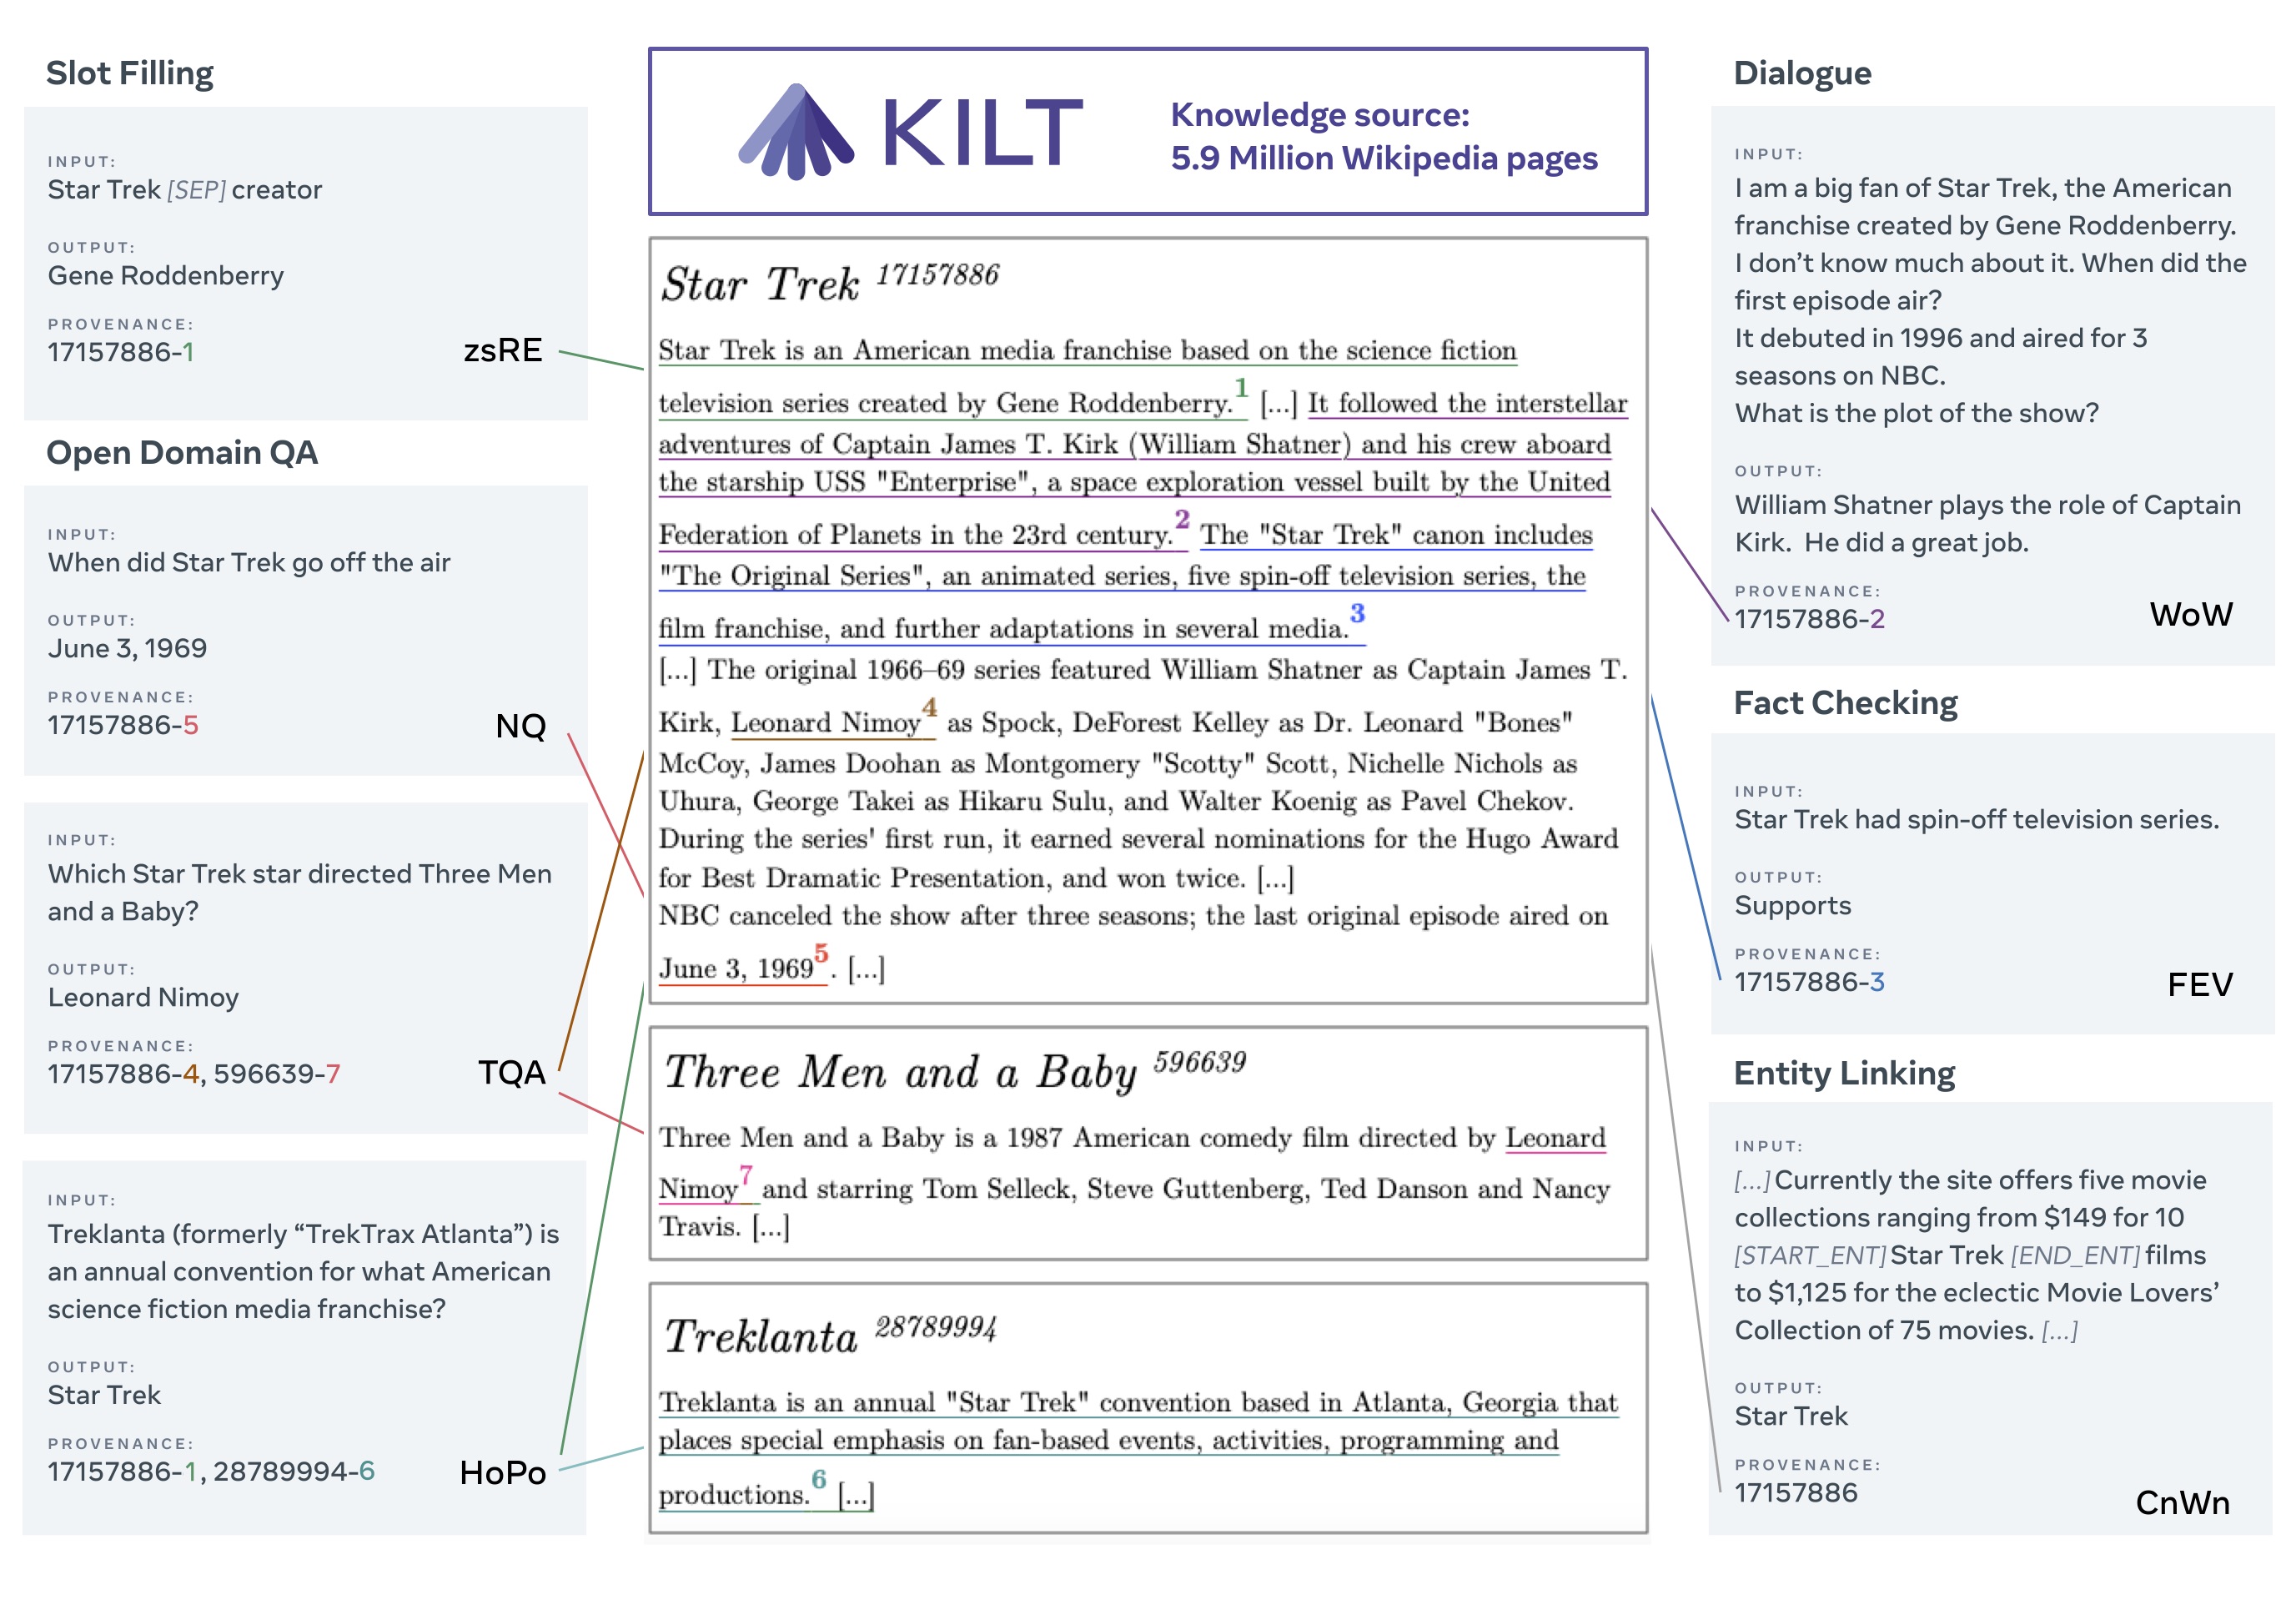 Slot Filling
INPUT:
Star Trek [SEP] creator
OUTPUT:
Gene Roddenberry
PROVENANCE:
17157886-1
zsRE
Open Domain QA
INPUT:
When did Star Trek go off the air
OUTPUT:
June 3, 1969
PROVENANCE:
17157886-5
NQ
INPUT:
Which Star Trek star directed Three Men
and a Baby?
OUTPUT:
Leonard Nimoy
PROVENANCE:
17157886-4, 596639-7
TQA
INPUT:
Treklanta (formerly “TrekTrax Atlanta”) is
an annual convention for what American
science fiction media franchise?
OUTPUT:
Star Trek
PROVENANCE:
17157886-1, 28789994-6
HoPo
KILT
Knowledge source:
5.9 Million Wikipedia pages
Star Trek 17157886
Star Trek is an American media franchise based on the science fiction
television series created by Gene Roddenberry.1 [...] It followed the interstellar
adventures of Captain James T. Kirk (William Shatner) and his crew aboard
the starship USS "Enterprise", a space exploration vessel built by the United
Federation of Planets in the 23rd century.2 The "Star Trek" canon includes
"The Original Series", an animated series, five spin-off television series, the
film franchise, and further adaptations in several media.3
[...] The original 1966–69 series featured William Shatner as Captain James T.
Kirk, Leonard Nimoy4 as Spock, DeForest Kelley as Dr. Leonard "Bones"
McCoy, James Doohan as Montgomery "Scotty" Scott, Nichelle Nichols as
Uhura, George Takei as Hikaru Sulu, and Walter Koenig as Pavel Chekov.
During the series' first run, it earned several nominations for the Hugo Award
for Best Dramatic Presentation, and won twice. [...]
NBC canceled the show after three seasons; the last original episode aired on
June 3, 19695. [...]
Three Men and a Baby 596639
Three Men and a Baby is a 1987 American comedy film directed by Leonard
Nimoy7 and starring Tom Selleck, Steve Guttenberg, Ted Danson and Nancy
Travis. [...]
Treklanta 28789994
Treklanta is an annual "Star Trek" convention based in Atlanta, Georgia that
places special emphasis on fan-based events, activities, programming and
productions.6 [...]
Dialogue
INPUT:
I am a big fan of Star Trek, the American
franchise created by Gene Roddenberry.
I don’t know much about it. When did the
first episode air?
It debuted in 1996 and aired for 3
seasons on NBC.
What is the plot of the show?
OUTPUT:
William Shatner plays the role of Captain
Kirk. He did a great job.
PROVENANCE:
17157886-2
WoW
Fact Checking
INPUT:
Star Trek had spin-off television series.
OUTPUT:
Supports
PROVENANCE:
17157886-3
FEV
Entity Linking
INPUT:
[...] Currently the site offers five movie
collections ranging from $149 for 10
[START_ENT] Star Trek [END_ENT] films
to $1,125 for the eclectic Movie Lovers’
Collection of 75 movies. [...]
OUTPUT:
Star Trek
PROVENANCE:
17157886
CnWn